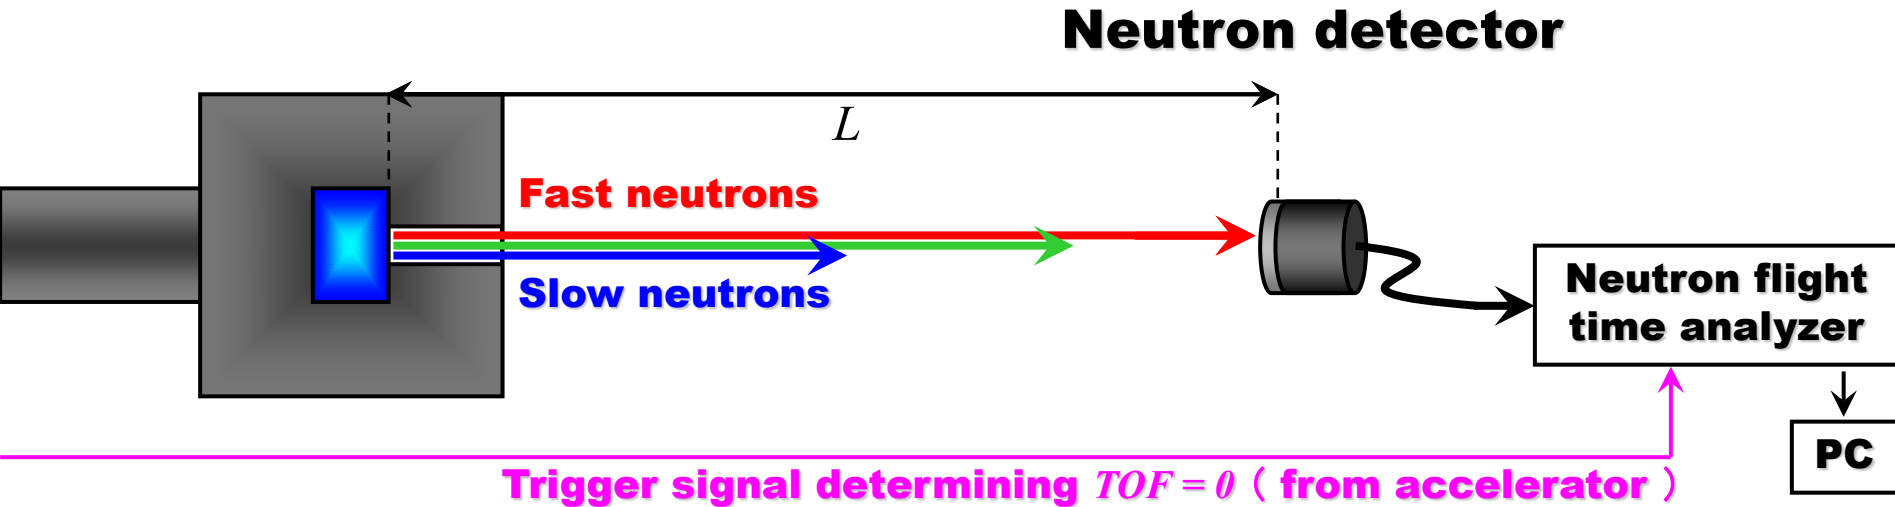 Neutron detector
L
Fast neutrons
Slow neutrons
Neutron flight
time analyzer
PC
Trigger signal determining TOF = 0 ( from accelerator )